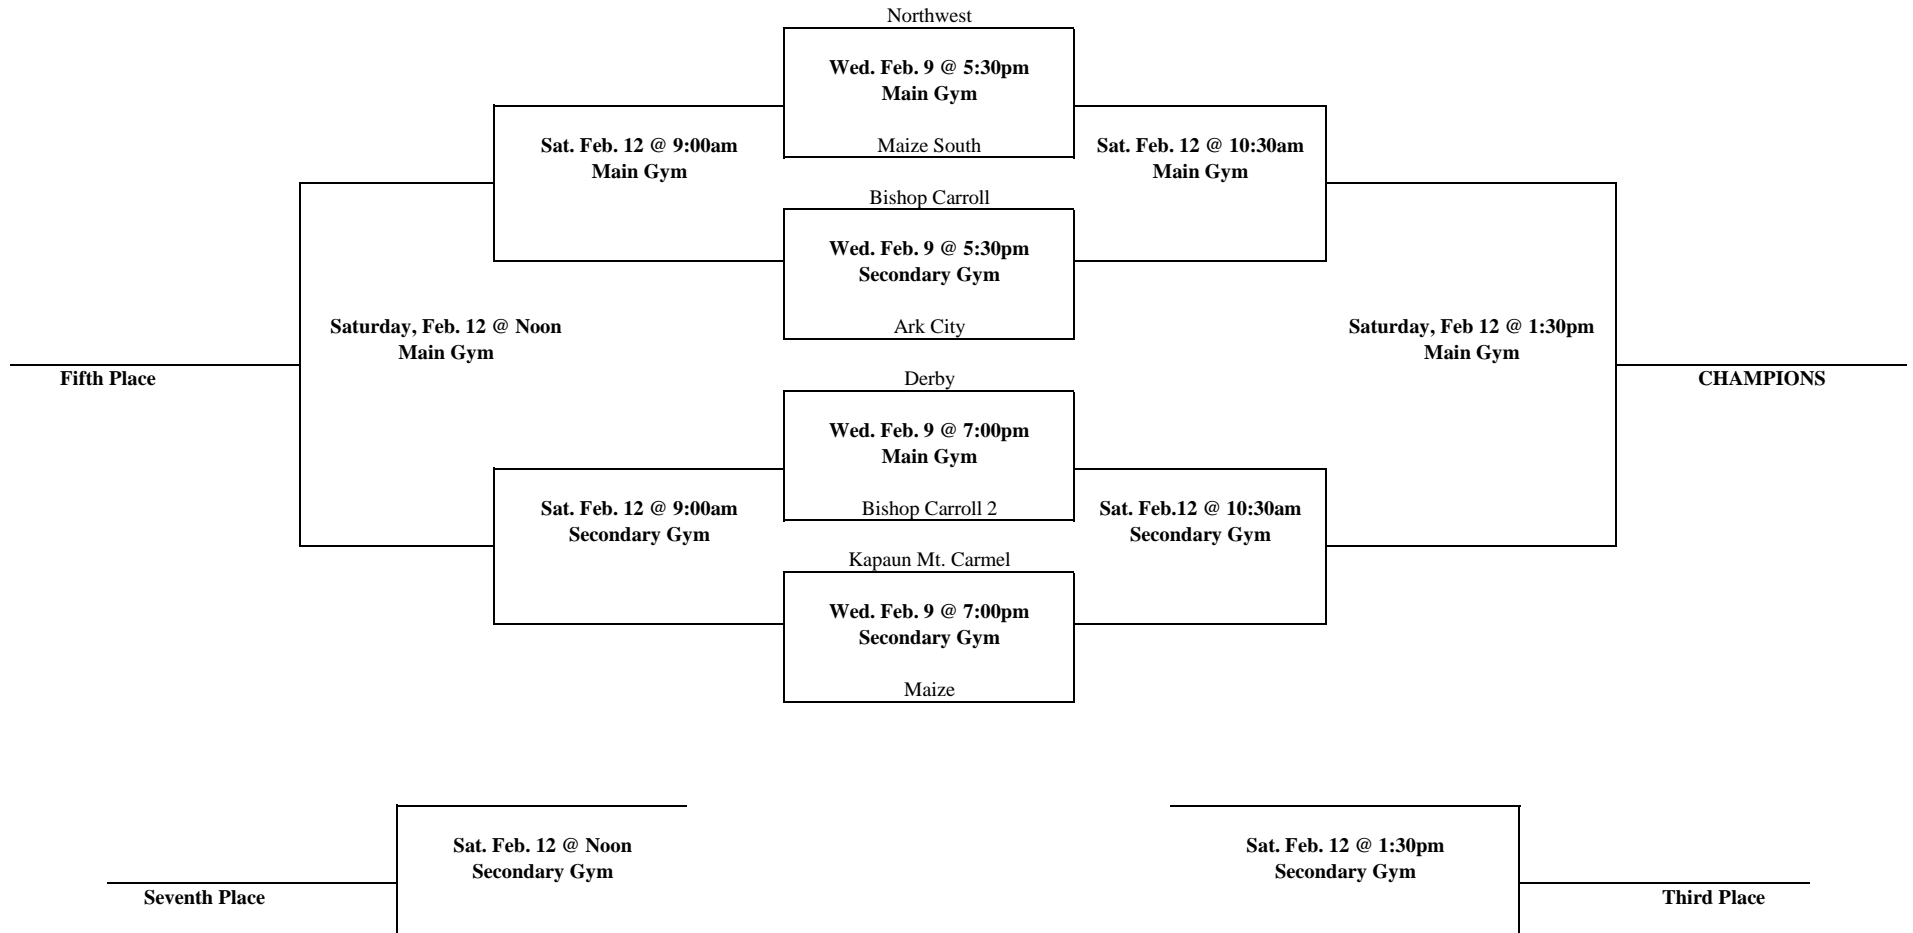 Northwest
Wed. Feb. 9 @ 5:30pm
Main Gym
Sat. Feb. 12 @ 9:00am
Main Gym
Maize South
Sat. Feb. 12 @ 10:30am
Main Gym
Bishop Carroll
Wed. Feb. 9 @ 5:30pm
Secondary Gym
Saturday, Feb. 12 @ Noon
Main Gym
Ark City
Saturday, Feb 12 @ 1:30pm
Main Gym
Fifth Place
Derby
CHAMPIONS
Wed. Feb. 9 @ 7:00pm
Main Gym
Sat. Feb. 12 @ 9:00am
Secondary Gym
Bishop Carroll 2
Sat. Feb.12 @ 10:30am
Secondary Gym
Kapaun Mt. Carmel
Wed. Feb. 9 @ 7:00pm
Secondary Gym
Maize
Sat. Feb. 12 @ Noon
Secondary Gym
Sat. Feb. 12 @ 1:30pm
Secondary Gym
Seventh Place
Third Place